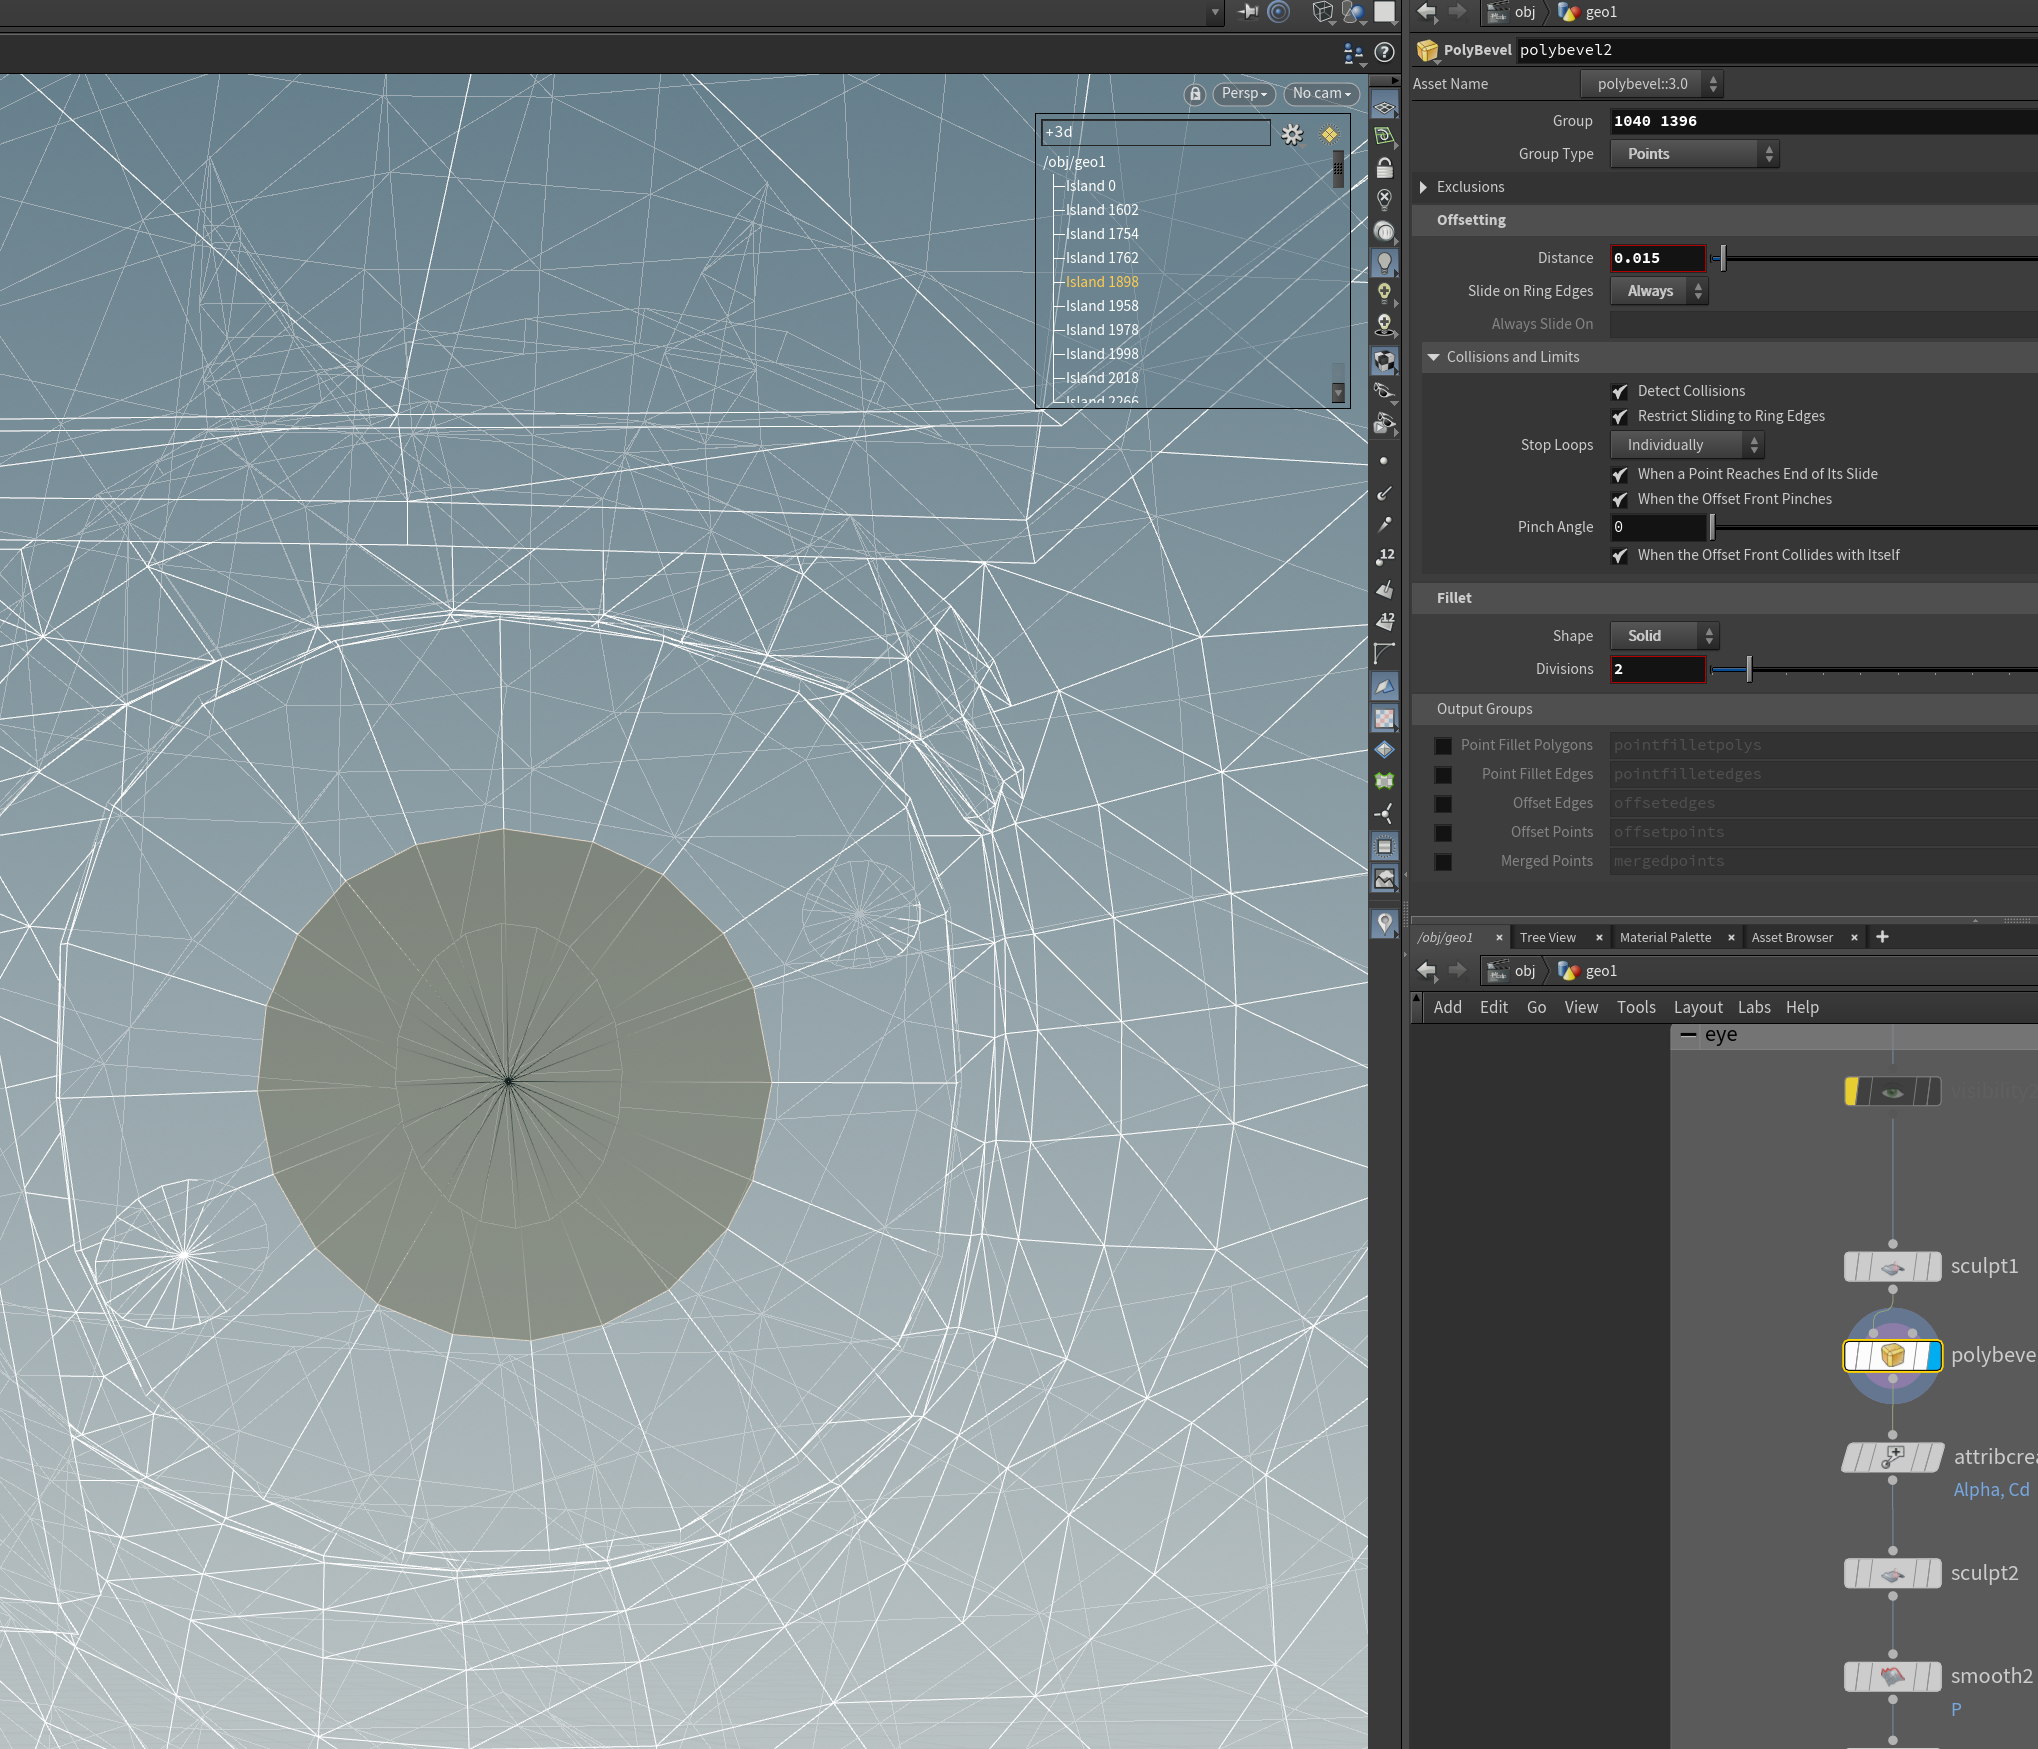 obj geo1
PolyBevel polybevel2
Asset Name polybevel::3.0
Persp No cam
+3d
/obj/geo1
Island 0
Island 1602
Island 1754
Island 1762
Island 1898
Island 1958
Island 1978
Island 1998
Island 2018
Island 2266
12
12
Group 1040 1396
Group Type Points
Exclusions
Offsetting
Distance 0.015
Slide on Ring Edges Always
Always Slide On
Collisions and Limits
Detect Collisions
Restrict Sliding to Ring Edges
Stop Loops Individually
When a Point Reaches End of Its Slide
When the Offset Front Pinches
Pinch Angle 0
When the Offset Front Collides with Itself
Fillet
Shape Solid
Divisions 2
Output Groups
Point Fillet Polygons pointfilletpolys
Point Fillet Edges pointfilletedges
Offset Edges offsetedges
Offset Points offsetpoints
Merged Points mergedpoints
/obj/geo1 × Tree View × Material Palette × Asset Browser × +
obj geo1
Add Edit Go View Tools Layout Labs Help
eye
sculpt1
polybeve
attribcrea
Alpha, Cd
sculpt2
smooth2
P